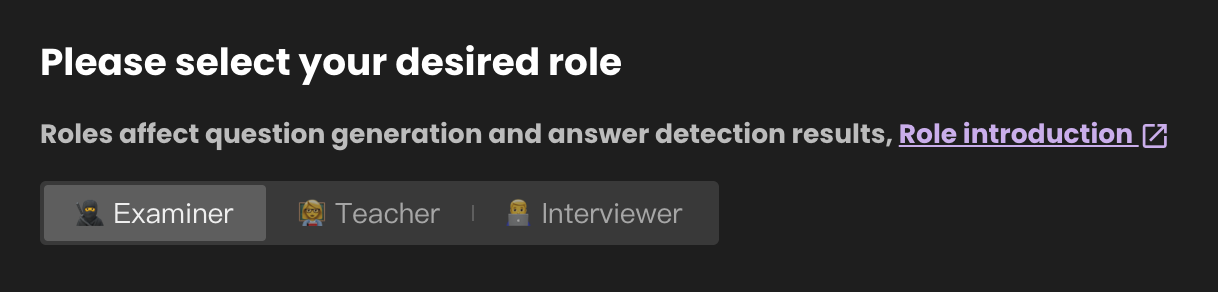 Please select your desired role
Roles affect question generation and answer detection results, Role introduction
Examiner Teacher Interviewer